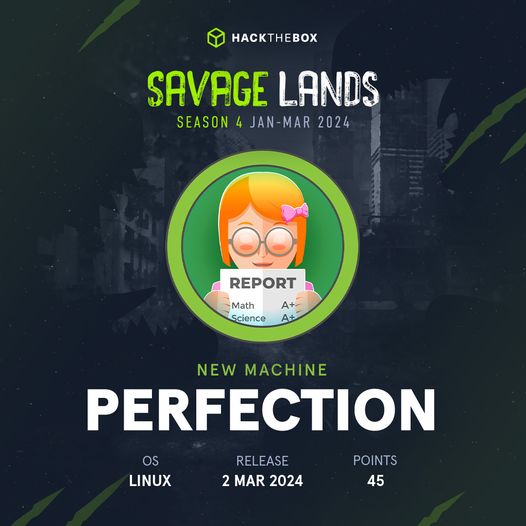 HACKTHEBOX
SAVAGE LANDS
SEASON 4 JAN-MAR 2024
REPORT
Math A+
Science A+
NEW MACHINE
PERFECTION
OS RELEASE POINTS
LINUX 2 MAR 2024 45